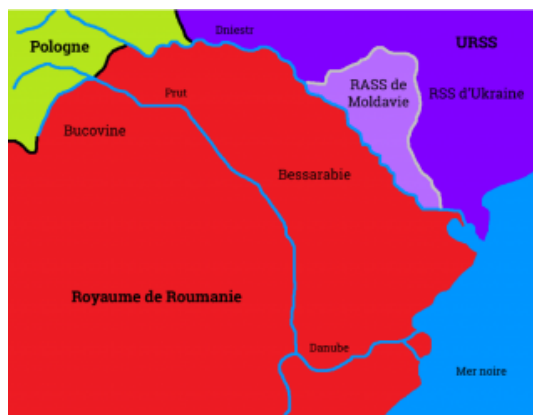 Dniestr
Pologne
URSS
RASS de
Moldavie
RSS d'Ukraine
Prut
Bucovine
Bessarabie
Royaume de Roumanie
Danube
Mer noire